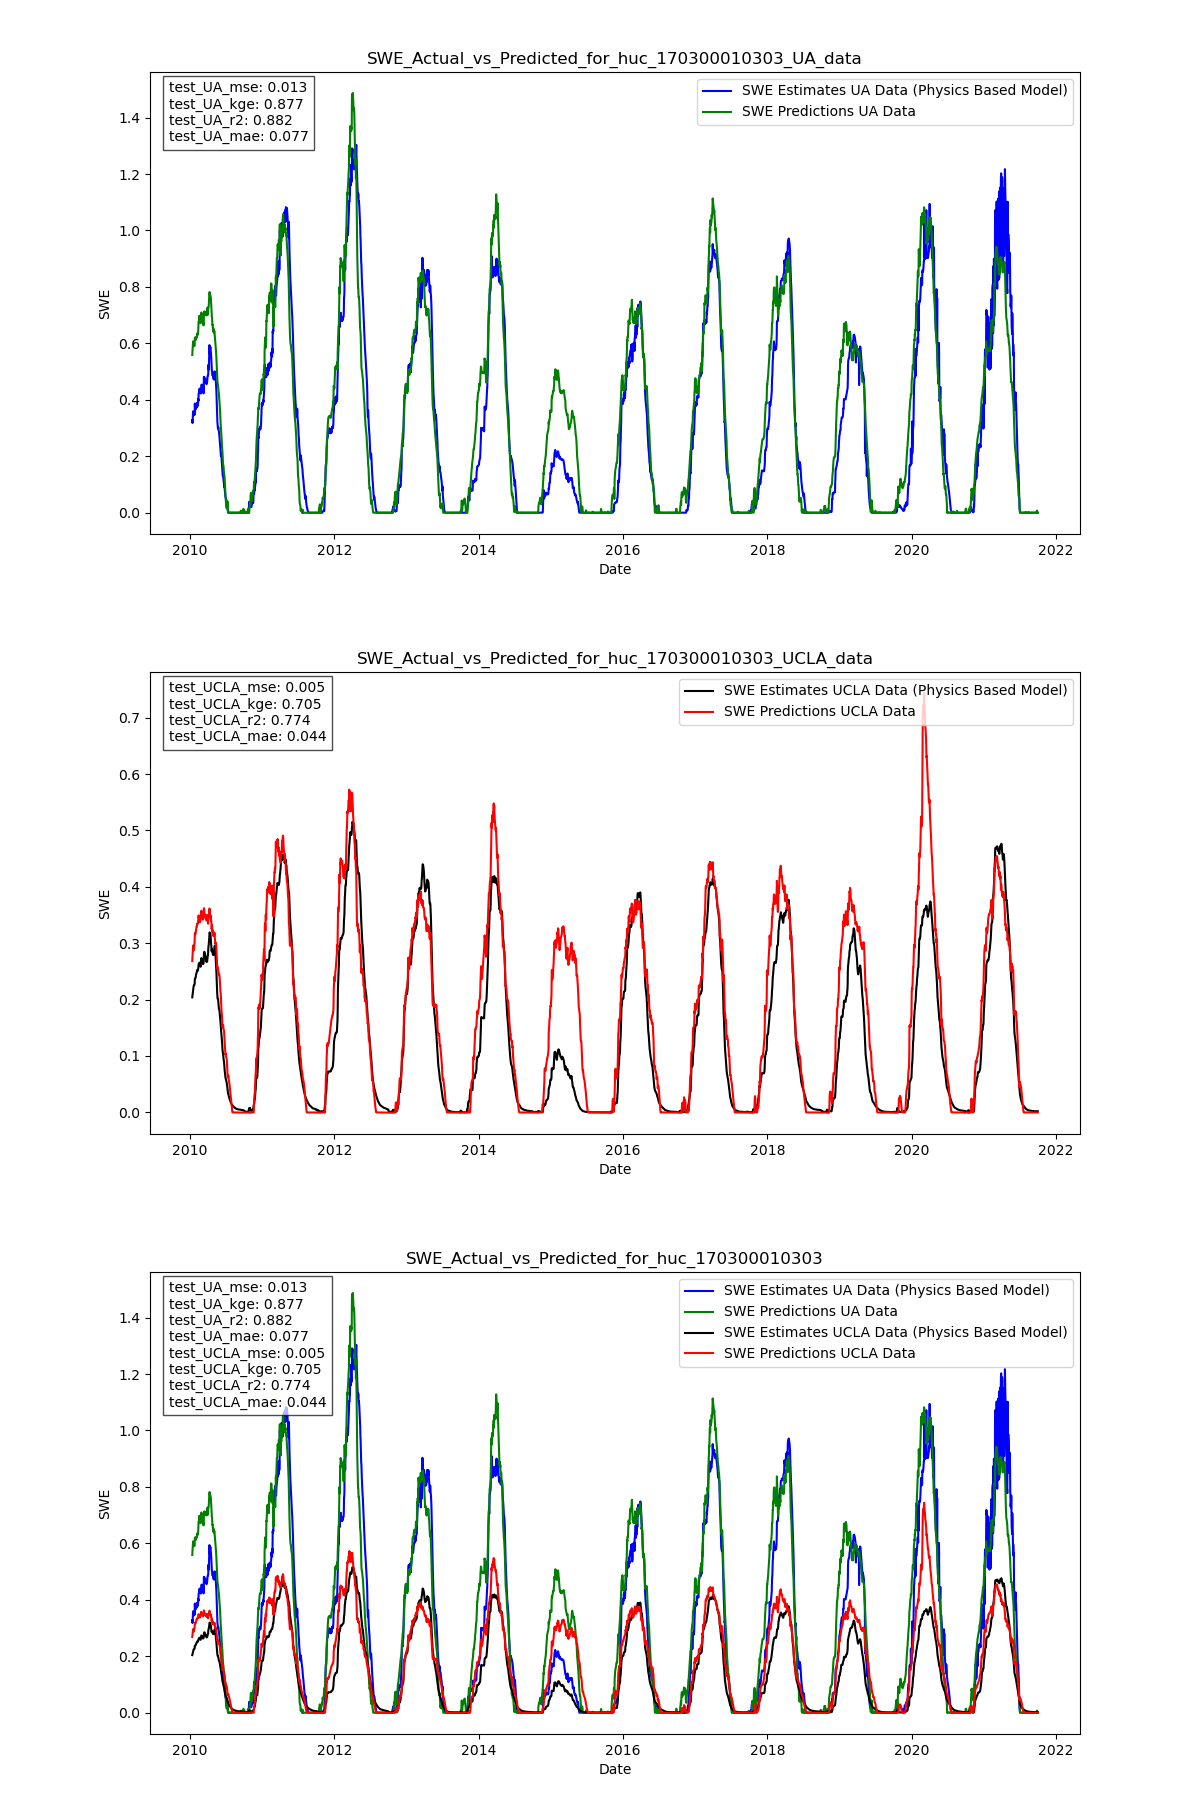 SWE_Actual_vs_Predicted_for_huc_170300010303_UA_data
test_UA_mse: 0.013
test_UA_kge: 0.877
test_UA_r2: 0.882
test_UA_mae: 0.077
SWE Estimates UA Data (Physics Based Model)
SWE Predictions UA Data
1.4
1.2
1.0
0.8
0.6
0.4
0.2
0.0
SWE
2010 2012 2014 2016 2018 2020 2022
Date
SWE_Actual_vs_Predicted_for_huc_170300010303_UCLA_data
test_UCLA_mse: 0.005
test_UCLA_kge: 0.705
test_UCLA_r2: 0.774
test_UCLA_mae: 0.044
SWE Estimates UCLA Data (Physics Based Model)
SWE Predictions UCLA Data
0.7
0.6
0.5
0.4
0.3
0.2
0.1
0.0
SWE
2010 2012 2014 2016 2018 2020 2022
Date
SWE_Actual_vs_Predicted_for_huc_170300010303
test_UA_mse: 0.013
test_UA_kge: 0.877
test_UA_r2: 0.882
test_UA_mae: 0.077
test_UCLA_mse: 0.005
test_UCLA_kge: 0.705
test_UCLA_r2: 0.774
test_UCLA_mae: 0.044
SWE Estimates UA Data (Physics Based Model)
SWE Predictions UA Data
SWE Estimates UCLA Data (Physics Based Model)
SWE Predictions UCLA Data
1.4
1.2
1.0
0.8
0.6
0.4
0.2
0.0
SWE
2010 2012 2014 2016 2018 2020 2022
Date